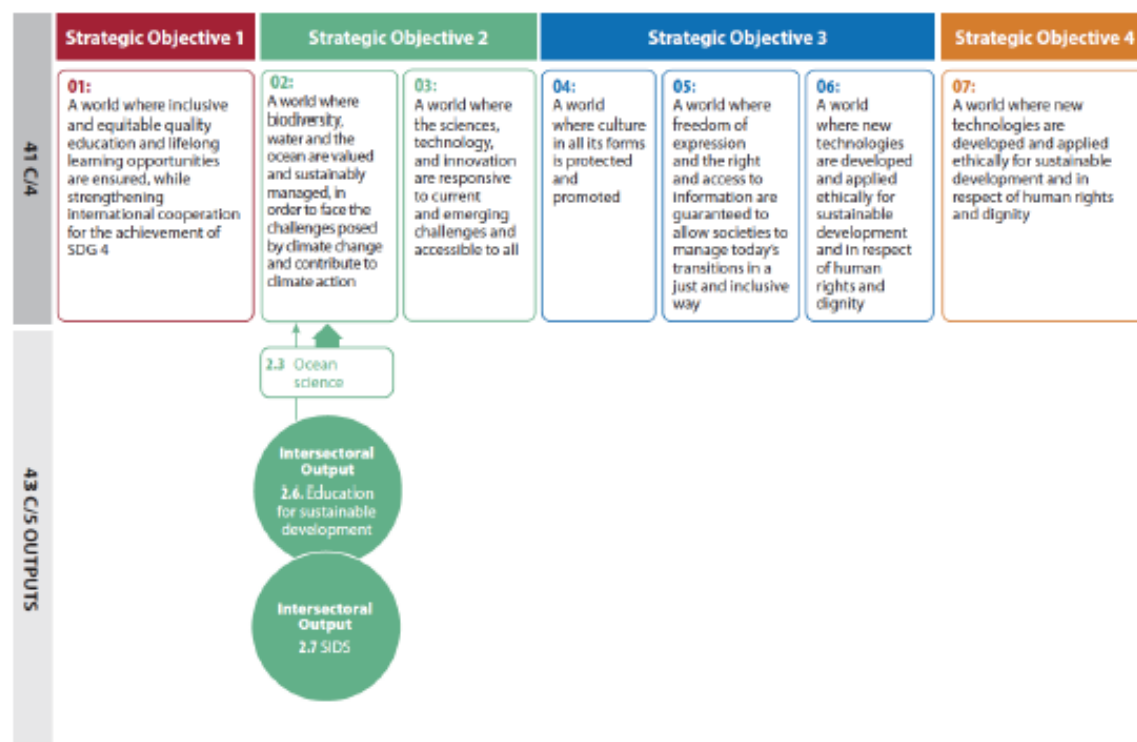 Strategic Objective 1
Strategic Objective 2
Strategic Objective 3
Strategic Objective 4
41 C/4
01:
A world where inclusive
and equitable quality
education and lifelong
learning opportunities
are ensured, while
strengthening
international cooperation
for the achievement of
SDG 4
02:
A world where
biodiversity,
water and the
ocean are valued
and sustainably
managed, in
order to face the
challenges posed
by climate change
and contribute to
climate action
03:
A world where
the sciences,
technology,
and innovation
are responsive
to current
and emerging
challenges and
accessible to all
04:
A world
where culture
in all its forms
is protected
and
promoted
05:
A world where
freedom of
expression
and the right
and access to
information are
guaranteed to
allow societies to
manage today's
transitions in a
just and inclusive
way
06:
A world
where new
technologies
are developed
and applied
ethically for
sustainable
development
and in respect
of human
rights and
dignity
07:
A world where new
technologies are
developed and applied
ethically for sustainable
development and in
respect of human rights
and dignity
43 C/5 OUTPUTS
2.3 Ocean
science
Intersectoral
Output
2.6. Education
for sustainable
development
Intersectoral
Output
2.7 SIDS